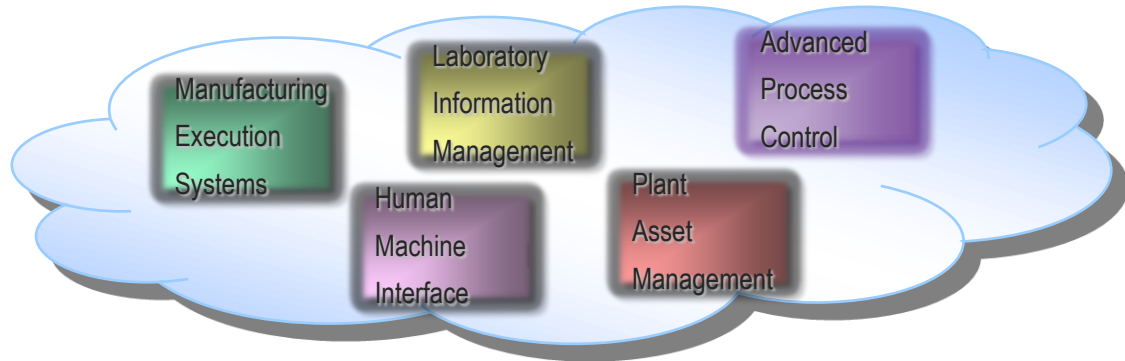 Manufacturing
Execution
Systems
Laboratory
Information
Management
Advanced
Process
Control
Human
Machine
Interface
Plant
Asset
Management